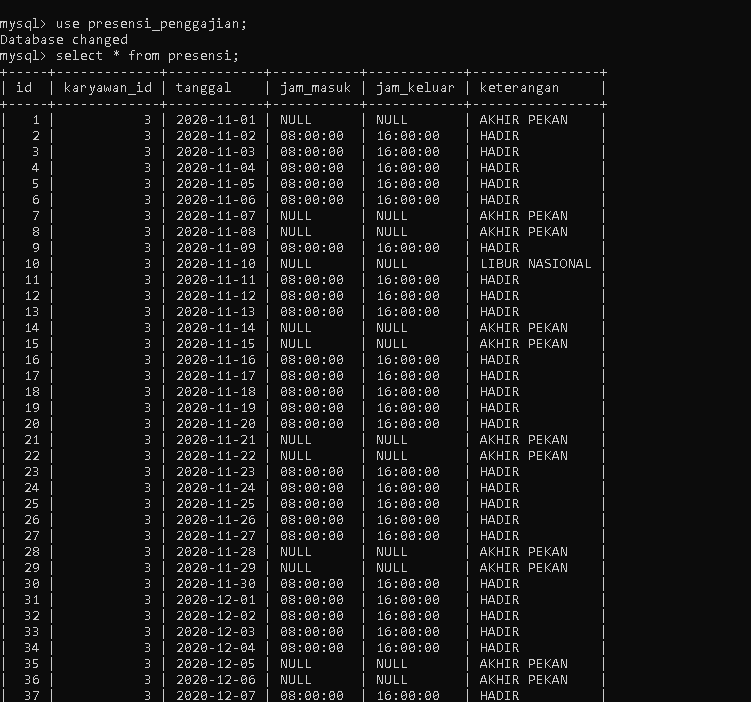 mysql> use presensi_penggajian;
Database changed
mysql> select * from presensi;
+-----+-------------+------------+-----------+------------+----------------+
| id  | karyawan_id | tanggal    | jam_masuk | jam_keluar | keterangan     |
+-----+-------------+------------+-----------+------------+----------------+
|   1 |           3 | 2020-11-01 | NULL      | NULL       | AKHIR PEKAN    |
|   2 |           3 | 2020-11-02 | 08:00:00  | 16:00:00   | HADIR          |
|   3 |           3 | 2020-11-03 | 08:00:00  | 16:00:00   | HADIR          |
|   4 |           3 | 2020-11-04 | 08:00:00  | 16:00:00   | HADIR          |
|   5 |           3 | 2020-11-05 | 08:00:00  | 16:00:00   | HADIR          |
|   6 |           3 | 2020-11-06 | 08:00:00  | 16:00:00   | HADIR          |
|   7 |           3 | 2020-11-07 | NULL      | NULL       | AKHIR PEKAN    |
|   8 |           3 | 2020-11-08 | NULL      | NULL       | AKHIR PEKAN    |
|   9 |           3 | 2020-11-09 | 08:00:00  | 16:00:00   | HADIR          |
|  10 |           3 | 2020-11-10 | NULL      | NULL       | LIBUR NASIONAL |
|  11 |           3 | 2020-11-11 | 08:00:00  | 16:00:00   | HADIR          |
|  12 |           3 | 2020-11-12 | 08:00:00  | 16:00:00   | HADIR          |
|  13 |           3 | 2020-11-13 | 08:00:00  | 16:00:00   | HADIR          |
|  14 |           3 | 2020-11-14 | NULL      | NULL       | AKHIR PEKAN    |
|  15 |           3 | 2020-11-15 | NULL      | NULL       | AKHIR PEKAN    |
|  16 |           3 | 2020-11-16 | 08:00:00  | 16:00:00   | HADIR          |
|  17 |           3 | 2020-11-17 | 08:00:00  | 16:00:00   | HADIR          |
|  18 |           3 | 2020-11-18 | 08:00:00  | 16:00:00   | HADIR          |
|  19 |           3 | 2020-11-19 | 08:00:00  | 16:00:00   | HADIR          |
|  20 |           3 | 2020-11-20 | 08:00:00  | 16:00:00   | HADIR          |
|  21 |           3 | 2020-11-21 | NULL      | NULL       | AKHIR PEKAN    |
|  22 |           3 | 2020-11-22 | NULL      | NULL       | AKHIR PEKAN    |
|  23 |           3 | 2020-11-23 | 08:00:00  | 16:00:00   | HADIR          |
|  24 |           3 | 2020-11-24 | 08:00:00  | 16:00:00   | HADIR          |
|  25 |           3 | 2020-11-25 | 08:00:00  | 16:00:00   | HADIR          |
|  26 |           3 | 2020-11-26 | 08:00:00  | 16:00:00   | HADIR          |
|  27 |           3 | 2020-11-27 | 08:00:00  | 16:00:00   | HADIR          |
|  28 |           3 | 2020-11-28 | NULL      | NULL       | AKHIR PEKAN    |
|  29 |           3 | 2020-11-29 | NULL      | NULL       | AKHIR PEKAN    |
|  30 |           3 | 2020-11-30 | 08:00:00  | 16:00:00   | HADIR          |
|  31 |           3 | 2020-12-01 | 08:00:00  | 16:00:00   | HADIR          |
|  32 |           3 | 2020-12-02 | 08:00:00  | 16:00:00   | HADIR          |
|  33 |           3 | 2020-12-03 | 08:00:00  | 16:00:00   | HADIR          |
|  34 |           3 | 2020-12-04 | 08:00:00  | 16:00:00   | HADIR          |
|  35 |           3 | 2020-12-05 | NULL      | NULL       | AKHIR PEKAN    |
|  36 |           3 | 2020-12-06 | NULL      | NULL       | AKHIR PEKAN    |
|  37 |           3 | 2020-12-07 | 08:00:00  | 16:00:00   | HADIR          |